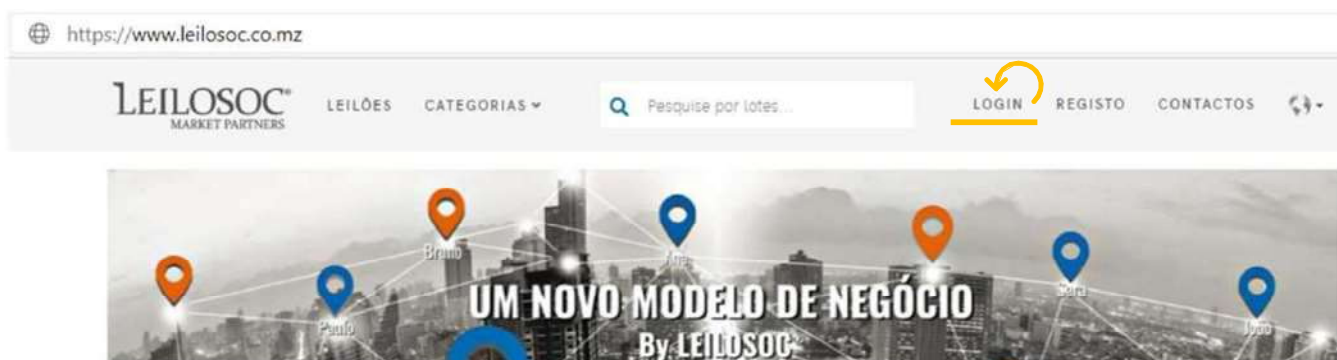 https://www.leilosoc.co.mz
LEILOSOC®
MARKET PARTNERS
LEILÕES CATEGORIAS
Pesquise por lotes...
LOGIN REGISTO CONTACTOS
Bruno
Ana
Sara
Paulo
João
UM NOVO MODELO DE NEGÓCIO
By LEILOSOC